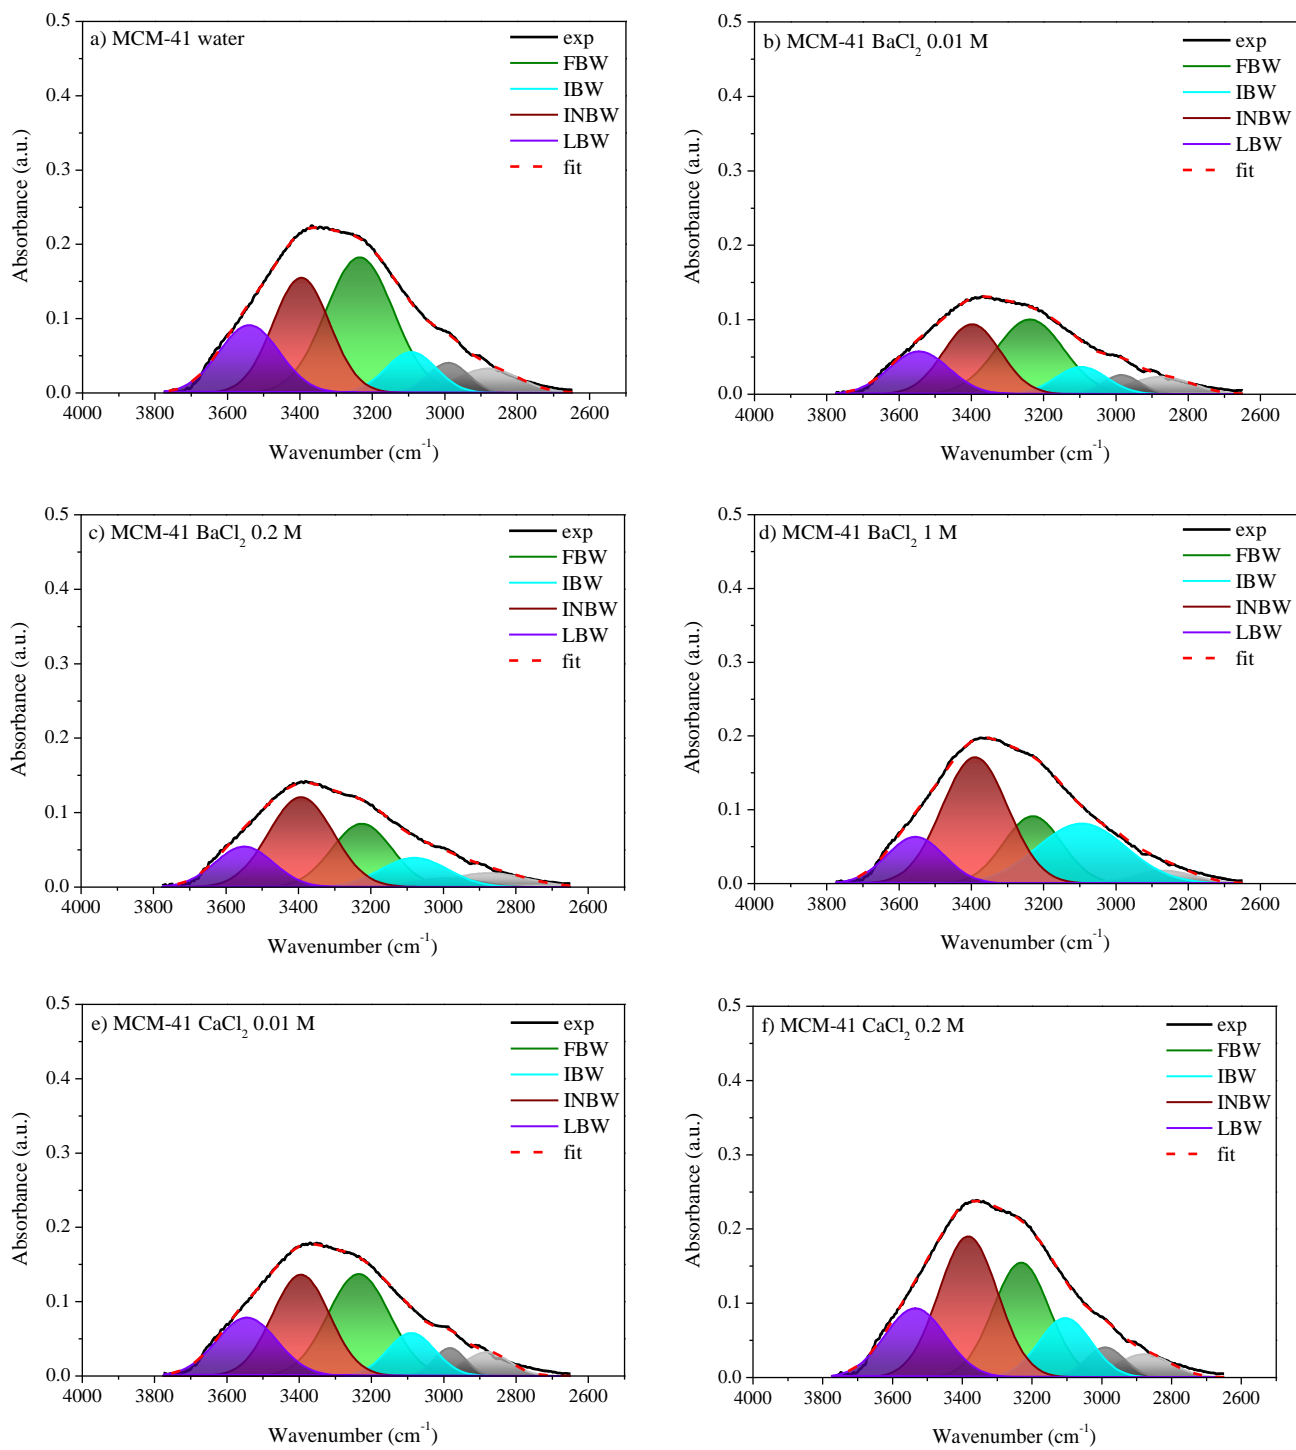 a) MCM-41 water
exp
FBW
IBW
INBW
LBW
fit
0.5
0.4
0.3
0.2
0.1
0.0
Absorbance (a.u.)
4000 3800 3600 3400 3200 3000 2800 2600
Wavenumber (cm⁻¹)
b) MCM-41 BaCl₂ 0.01 M
exp
FBW
IBW
INBW
LBW
fit
0.5
0.4
0.3
0.2
0.1
0.0
Absorbance (a.u.)
4000 3800 3600 3400 3200 3000 2800 2600
Wavenumber (cm⁻¹)
c) MCM-41 BaCl₂ 0.2 M
exp
FBW
IBW
INBW
LBW
fit
0.5
0.4
0.3
0.2
0.1
0.0
Absorbance (a.u.)
4000 3800 3600 3400 3200 3000 2800 2600
Wavenumber (cm⁻¹)
d) MCM-41 BaCl₂ 1 M
exp
FBW
IBW
INBW
LBW
fit
0.5
0.4
0.3
0.2
0.1
0.0
Absorbance (a.u.)
4000 3800 3600 3400 3200 3000 2800 2600
Wavenumber (cm⁻¹)
e) MCM-41 CaCl₂ 0.01 M
exp
FBW
IBW
INBW
LBW
fit
0.5
0.4
0.3
0.2
0.1
0.0
Absorbance (a.u.)
4000 3800 3600 3400 3200 3000 2800 2600
Wavenumber (cm⁻¹)
f) MCM-41 CaCl₂ 0.2 M
exp
FBW
IBW
INBW
LBW
fit
0.5
0.4
0.3
0.2
0.1
0.0
Absorbance (a.u.)
4000 3800 3600 3400 3200 3000 2800 2600
Wavenumber (cm⁻¹)